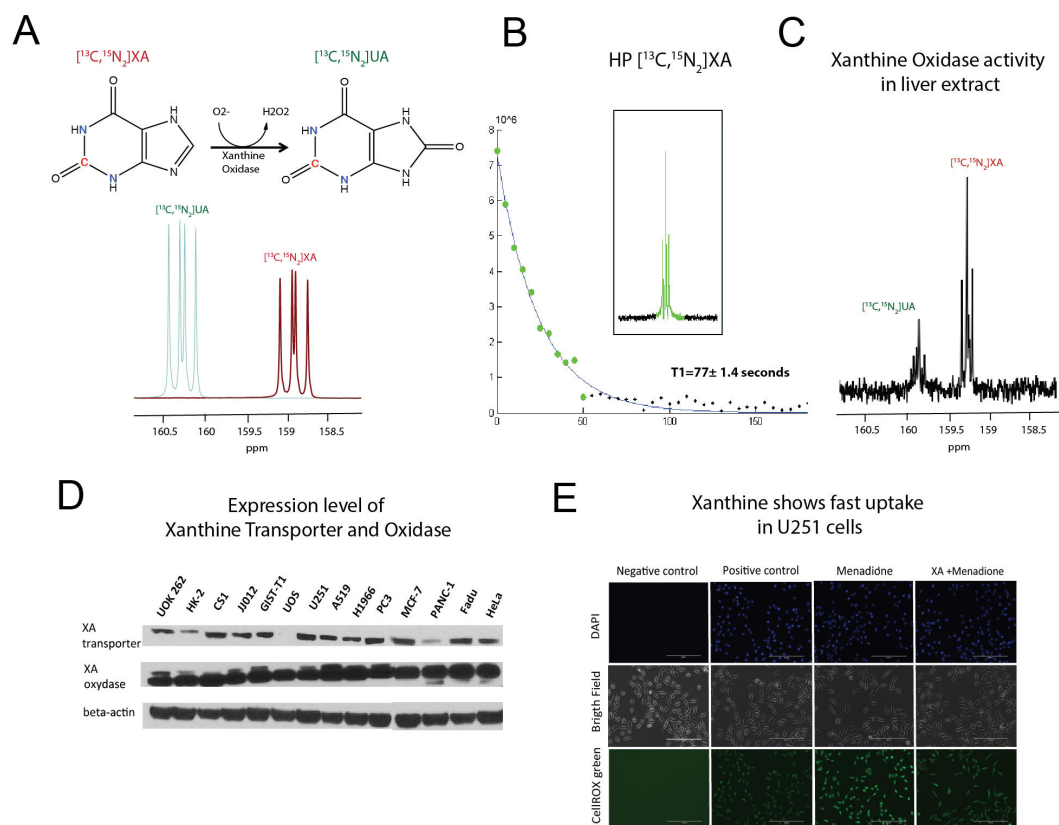 A
[¹³C,¹⁵N₂]XA
[¹³C,¹⁵N₂]UA
O
NH
O
N
H
H
N
N
C
O2-
H2O2
Xanthine
Oxidase
O
NH
O
N
H
H
N
N
H
O
C
[¹³C,¹⁵N₂]UA
[¹³C,¹⁵N₂]XA
160.5 160 159.5 159 158.5
ppm
B
HP [¹³C,¹⁵N₂]XA
10^6
8
7
6
5
4
3
2
1
0
T1=77± 1.4 seconds
0 50 100 150
C
Xanthine Oxidase activity
in liver extract
[¹³C,¹⁵N₂]XA
[¹³C,¹⁵N₂]UA
160.5 160 159.5 159 158.5
ppm
D
Expression level of
Xanthine Transporter and Oxidase
UOK 262
HK-2
CS1
JJ012
GIST-T1
UOS
U251
A519
H1966
PC3
MCF-7
PANC-1
Fadu
HeLa
XA
transporter
XA
oxydase
beta-actin
E
Xanthine shows fast uptake
in U251 cells
Negative control Positive control Menadione XA +Menadione
DAPI
Brigth Field
CellROX green